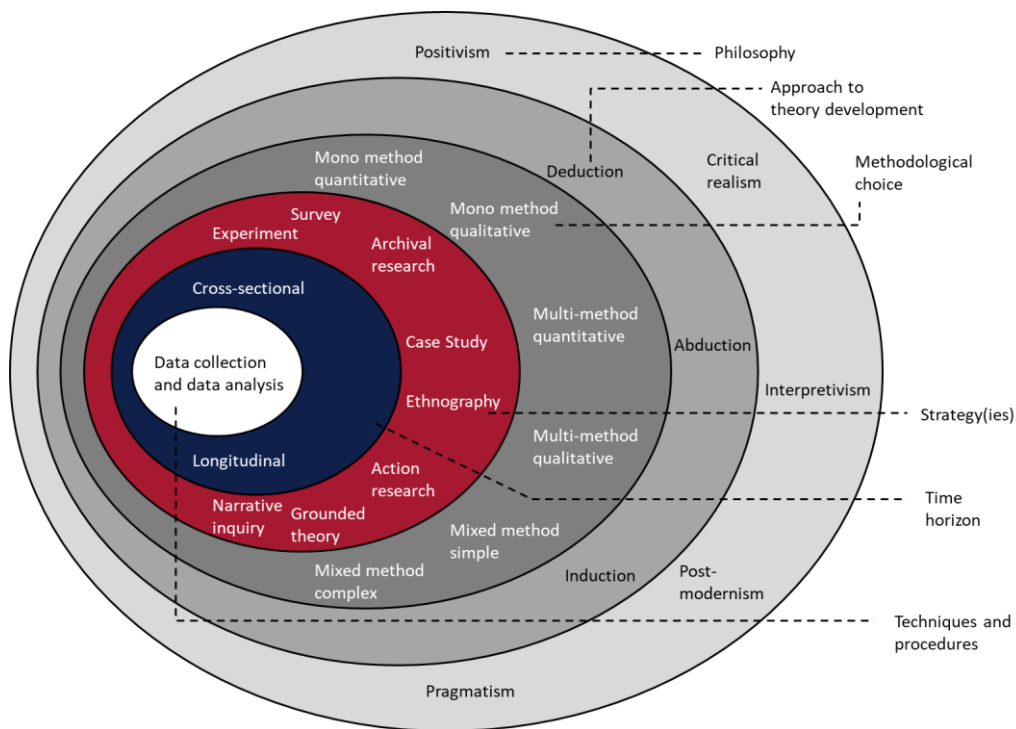 Positivism
Philosophy
Approach to
theory development
Deduction
Critical
realism
Methodological
choice
Mono method
quantitative
Mono method
qualitative
Survey
Experiment
Archival
research
Cross-sectional
Multi-method
quantitative
Case Study
Abduction
Data collection
and data analysis
Interpretivism
Ethnography
Strategy(ies)
Multi-method
qualitative
Longitudinal
Action
research
Time
horizon
Narrative
inquiry
Grounded
theory
Mixed method
simple
Mixed method
complex
Induction
Post-
modernism
Techniques and
procedures
Pragmatism